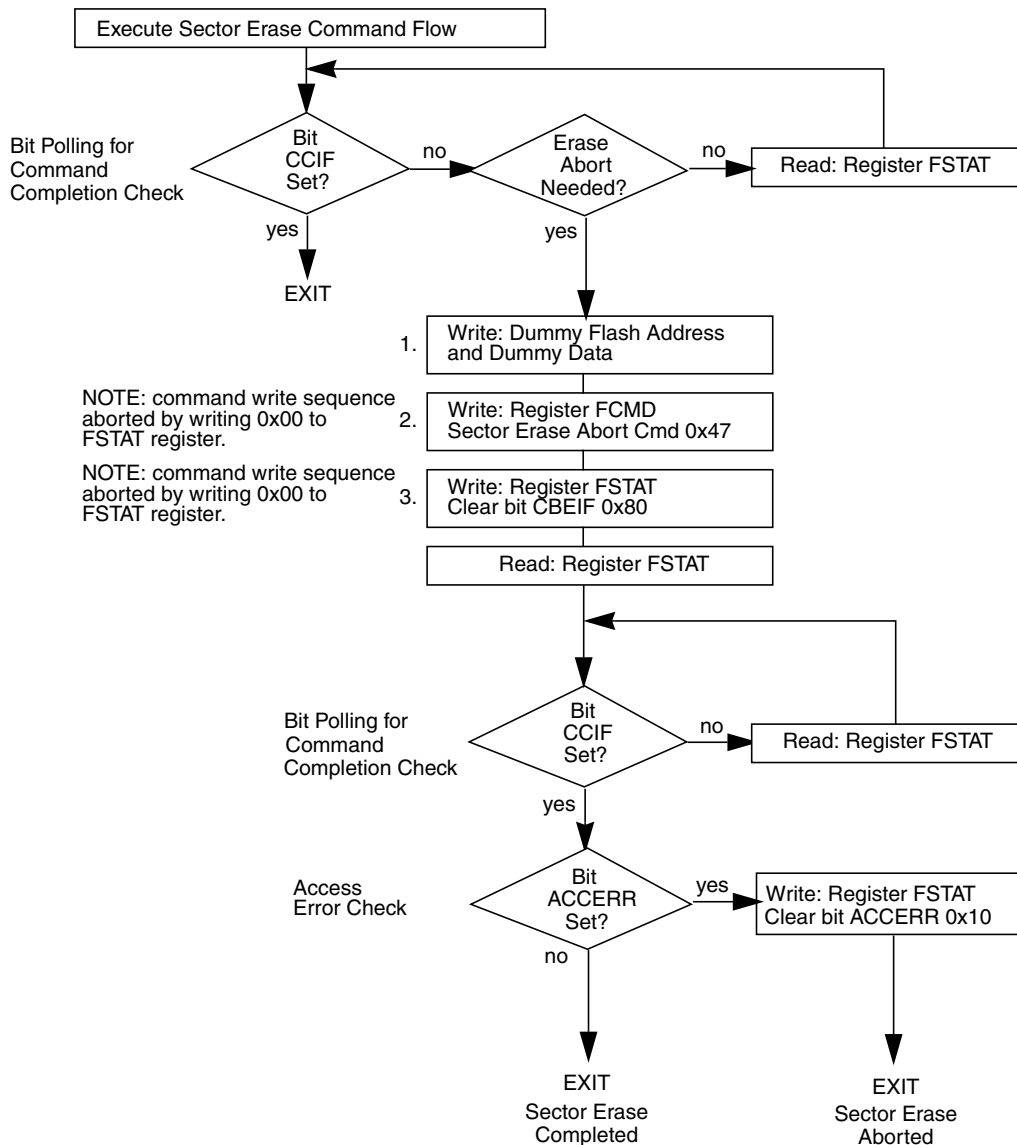 Execute Sector Erase Command Flow
Bit Polling for
Command
Completion Check
Bit
CCIF
Set?
no
Erase
Abort
Needed?
no
Read: Register FSTAT
yes
EXIT
yes
1.
Write: Dummy Flash Address
and Dummy Data
NOTE: command write sequence
aborted by writing 0x00 to
FSTAT register.
2.
Write: Register FCMD
Sector Erase Abort Cmd 0x47
NOTE: command write sequence
aborted by writing 0x00 to
FSTAT register.
3.
Write: Register FSTAT
Clear bit CBEIF 0x80
Read: Register FSTAT
Bit Polling for
Command
Completion Check
Bit
CCIF
Set?
no
Read: Register FSTAT
yes
Access
Error Check
Bit
ACCERR
Set?
yes
Write: Register FSTAT
Clear bit ACCERR 0x10
no
EXIT
Sector Erase
Completed
EXIT
Sector Erase
Aborted